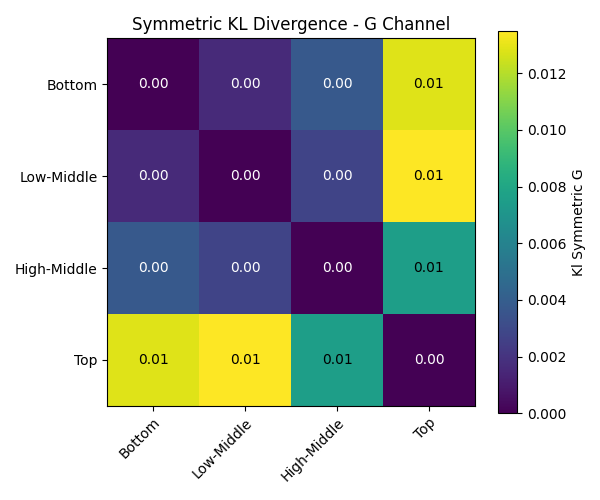 Symmetric KL Divergence - G Channel
Bottom 0.00 0.00 0.00 0.01
Low-Middle 0.00 0.00 0.00 0.01
High-Middle 0.00 0.00 0.00 0.01
Top 0.01 0.01 0.01 0.00
Bottom Low-Middle High-Middle Top
0.012
0.010
0.008
0.006
0.004
0.002
0.000
Kl Symmetric G